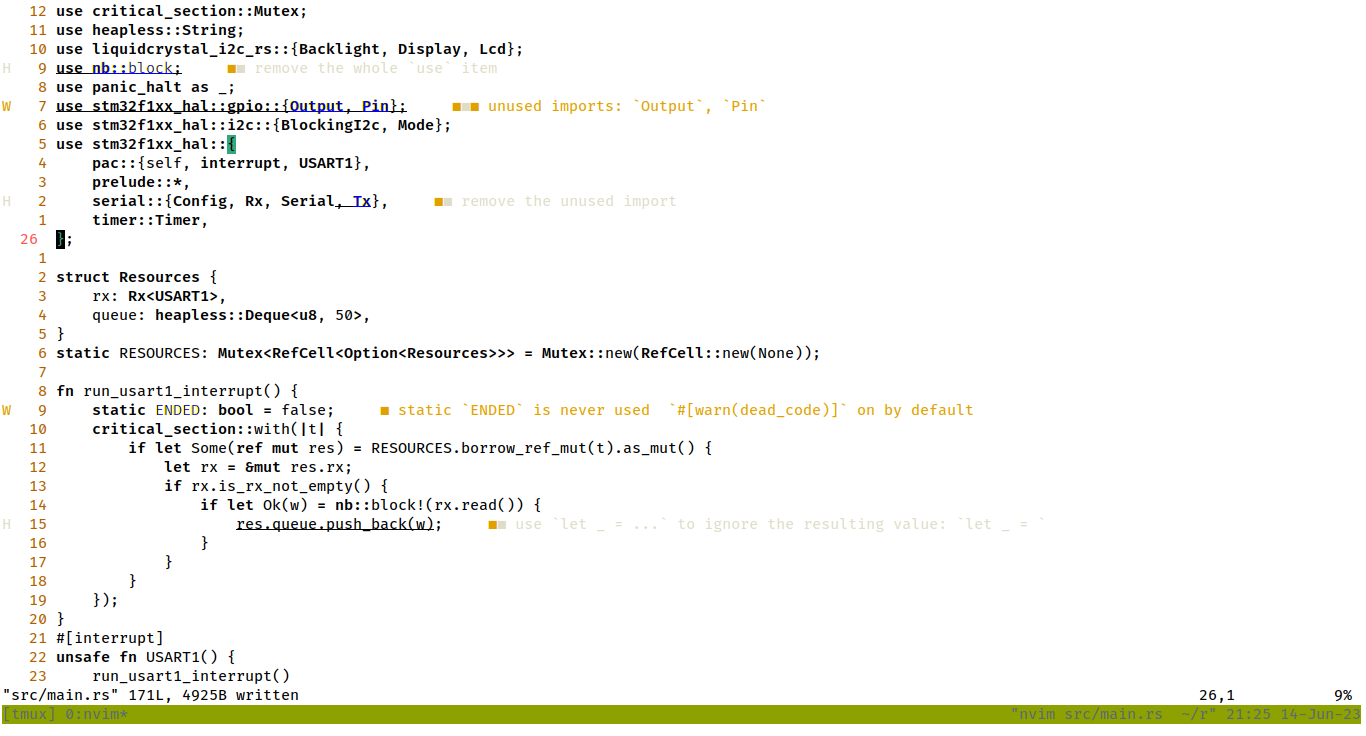 12 use critical_section::Mutex;
11 use heapless::String;
10 use liquidcrystal_i2c_rs::{Backlight, Display, Lcd};
H 9 use nb::block; ■■ remove the whole `use` item
8 use panic_halt as _;
W 7 use stm32f1xx_hal::gpio::{Output, Pin}; ■■■ unused imports: `Output`, `Pin`
6 use stm32f1xx_hal::i2c::{BlockingI2c, Mode};
5 use stm32f1xx_hal::{
4     pac::{self, interrupt, USART1},
3     prelude::*,
H 2     serial::{Config, Rx, Serial, Tx}, ■■ remove the unused import
1     timer::Timer,
26 };
1
2 struct Resources {
3     rx: Rx<USART1>,
4     queue: heapless::Deque<u8, 50>,
5 }
6 static RESOURCES: Mutex<RefCell<Option<Resources>>> = Mutex::new(RefCell::new(None));
7
8 fn run_usart1_interrupt() {
W 9     static ENDED: bool = false; ■ static `ENDED` is never used  `#[warn(dead_code)]` on by default
10     critical_section::with(|t| {
11         if let Some(ref mut res) = RESOURCES.borrow_ref_mut(t).as_mut() {
12             let rx = &mut res.rx;
13             if rx.is_rx_not_empty() {
14                 if let Ok(w) = nb::block!(rx.read()) {
H 15                     res.queue.push_back(w); ■■ use `let _ = ...` to ignore the resulting value: `let _ = `
16                 }
17             }
18         }
19     });
20 }
21 #[interrupt]
22 unsafe fn USART1() {
23     run_usart1_interrupt()
"src/main.rs" 171L, 4925B written 26,1 9%
[tmux] 0:nvim* "nvim src/main.rs  ~/r" 21:25 14-Jun-23